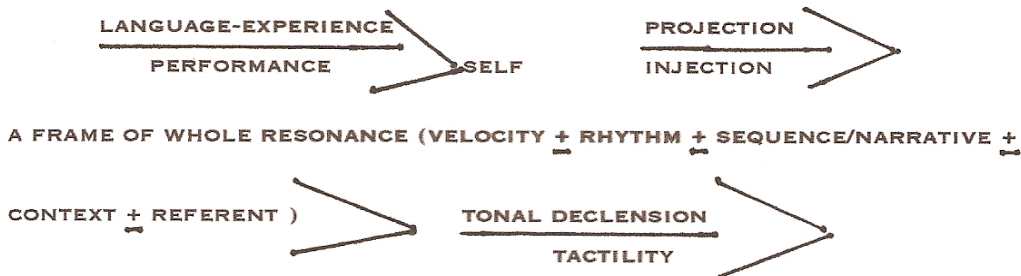 LANGUAGE-EXPERIENCE PROJECTION
PERFORMANCE SELF INJECTION
A FRAME OF WHOLE RESONANCE (VELOCITY + RHYTHM + SEQUENCE/NARRATIVE +
CONTEXT + REFERENT ) TONAL DECLENSION
TACTILITY